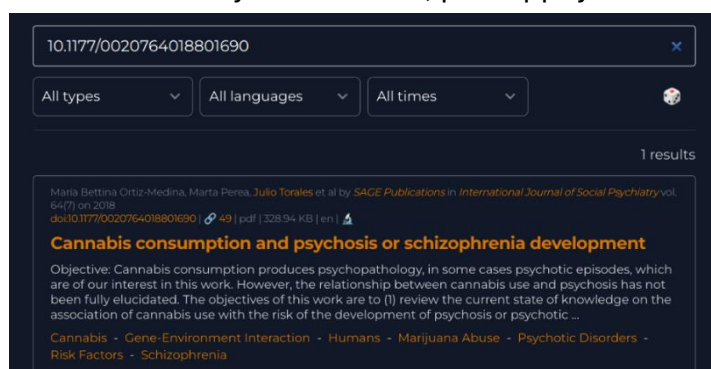 10.1177/0020764018801690 ×
All types All languages All times
1 results
Maria Bettina Ortiz-Medina, Marta Perea, Julio Torales et al by SAGE Publications in International Journal of Social Psychiatry vol.
64(7) on 2018
doi:10.1177/0020764018801690 | 🔗 49 | pdf | 328.94 KB | en | 🔬
Cannabis consumption and psychosis or schizophrenia development
Objective: Cannabis consumption produces psychopathology, in some cases psychotic episodes, which
are of our interest in this work. However, the relationship between cannabis use and psychosis has not
been fully elucidated. The objectives of this work are to (1) review the current state of knowledge on the
association of cannabis use with the risk of the development of psychosis or psychotic ...
Cannabis - Gene-Environment Interaction - Humans - Marijuana Abuse - Psychotic Disorders -
Risk Factors - Schizophrenia